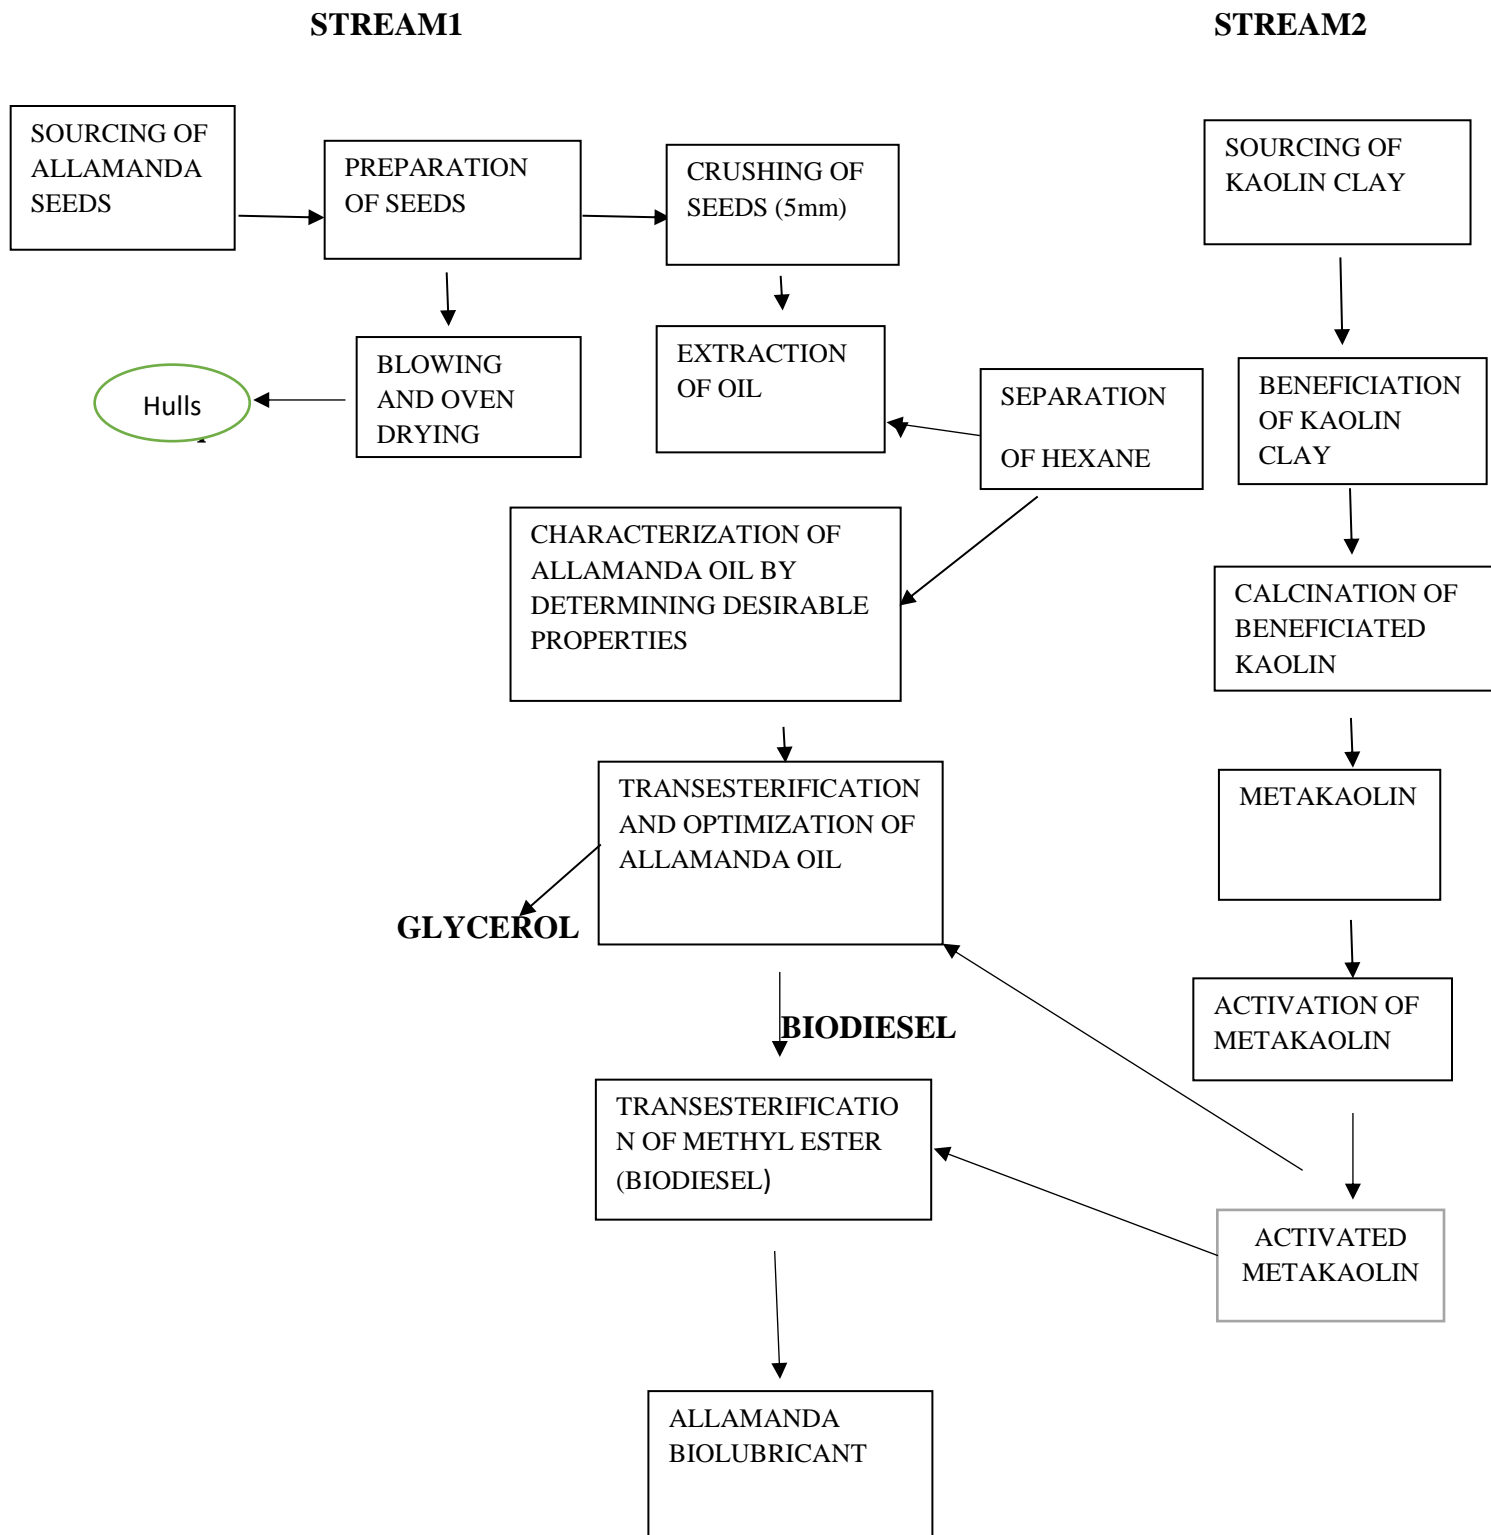 STREAM1
STREAM2
SOURCING OF
ALLAMANDA
SEEDS
PREPARATION
OF SEEDS
CRUSHING OF
SEEDS (5mm)
SOURCING OF
KAOLIN CLAY
Hulls
BLOWING
AND OVEN
DRYING
EXTRACTION
OF OIL
SEPARATION
OF HEXANE
BENEFICIATION
OF KAOLIN
CLAY
CHARACTERIZATION OF
ALLAMANDA OIL BY
DETERMINING DESIRABLE
PROPERTIES
CALCINATION OF
BENEFICIATED
KAOLIN
TRANSESTERIFICATION
AND OPTIMIZATION OF
ALLAMANDA OIL
METAKAOLIN
GLYCEROL
BIODIESEL
ACTIVATION OF
METAKAOLIN
TRANSESTERIFICATIO
N OF METHYL ESTER
(BIODIESEL)
ACTIVATED
METAKAOLIN
ALLAMANDA
BIOLUBRICANT